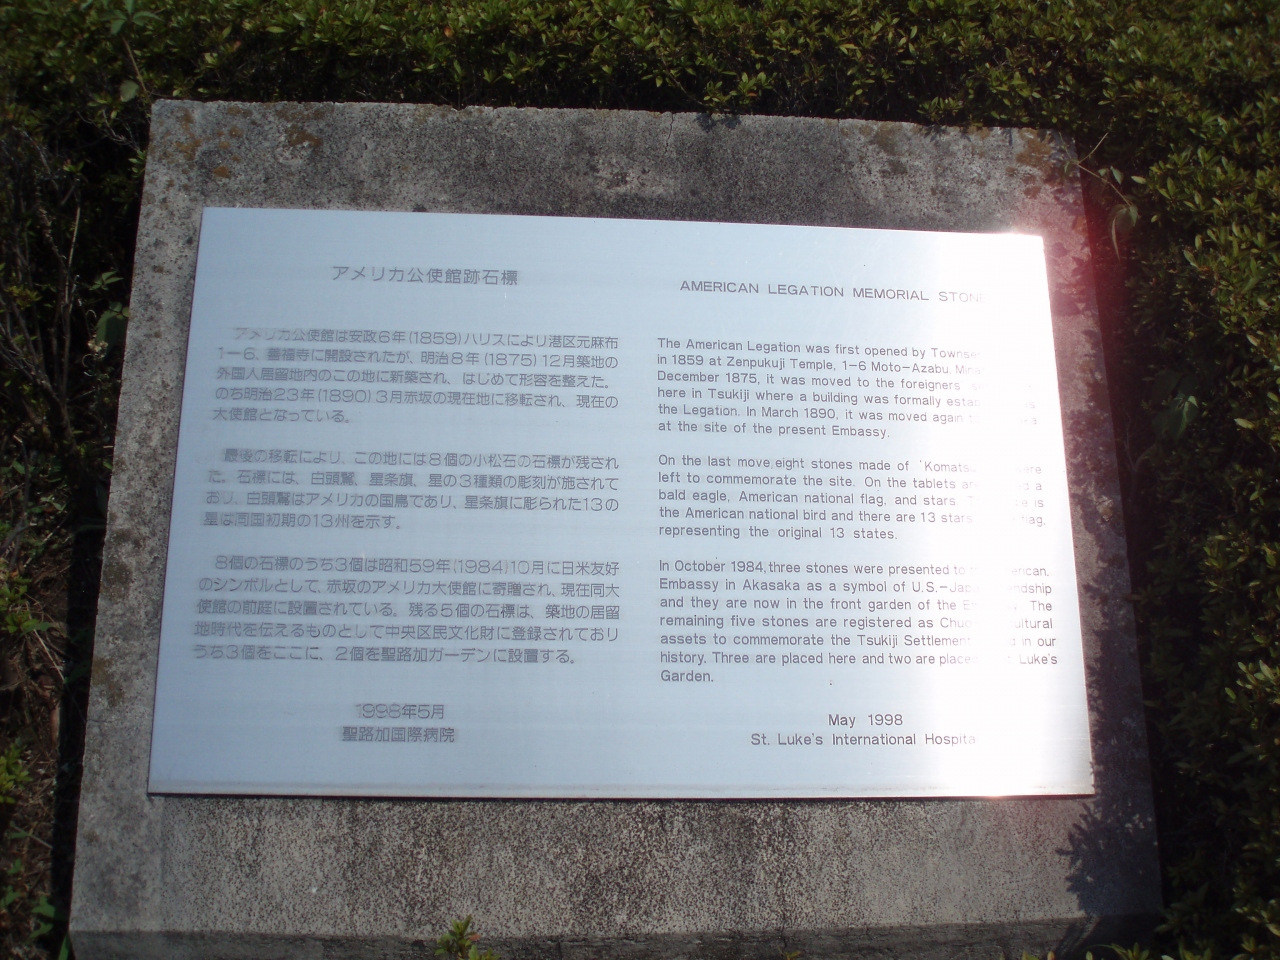 アメリカ公使館跡石標
アメリカ公使館は安政6年(1859)ハリスにより港区元麻布
1−6、善福寺に開設されたが、明治8年(1875)12月築地の
外国人居留地内のこの地に新築され、はじめて形容を整えた。
のち明治23年(1890)3月赤坂の現在地に移転され、現在の
大使館となっている。
最後の移転により、この地には8個の小松石の石標が残され
た。石標には、白頭鷲、星条旗、星の3種類の彫刻が施されて
おり、白頭鷲はアメリカの国鳥であり、星条旗に彫られた13の
星は同国初期の13州を示す。
8個の石標のうち3個は昭和59年(1984)10月に日米友好
のシンボルとして、赤坂のアメリカ大使館に寄贈され、現在同大
使館の前庭に設置されている。残る5個の石標は、築地の居留
地時代を伝えるものとして中央区民文化財に登録されており
うち3個をここに、2個を聖路加ガーデンに設置する。
1998年5月
聖路加国際病院
AMERICAN LEGATION MEMORIAL
The American Legation was first opened by
in 1859 at Zenpukuji Temple, 1-6 Moto-Azabu,
December 1875, it was moved to the foreigners
here in Tsukiji where a building was formally
the Legation. In March 1890, it was moved again
at the site of the present Embassy.
On the last move,eight stones made of
left to commemorate the site. On the tablets a
bald eagle, American national flag, and stars. is
the American national bird and there are 13 stars flag,
representing the original 13 states.
In October 1984,three stones were presented to
Embassy in Akasaka as a symbol of U.S.-
and they are now in the front garden of the The
remaining five stones are registered as
assets to commemorate the Tsukiji Settlement in our
history. Three are placed here and two are Luke's
Garden.
May 1998
St. Luke's International